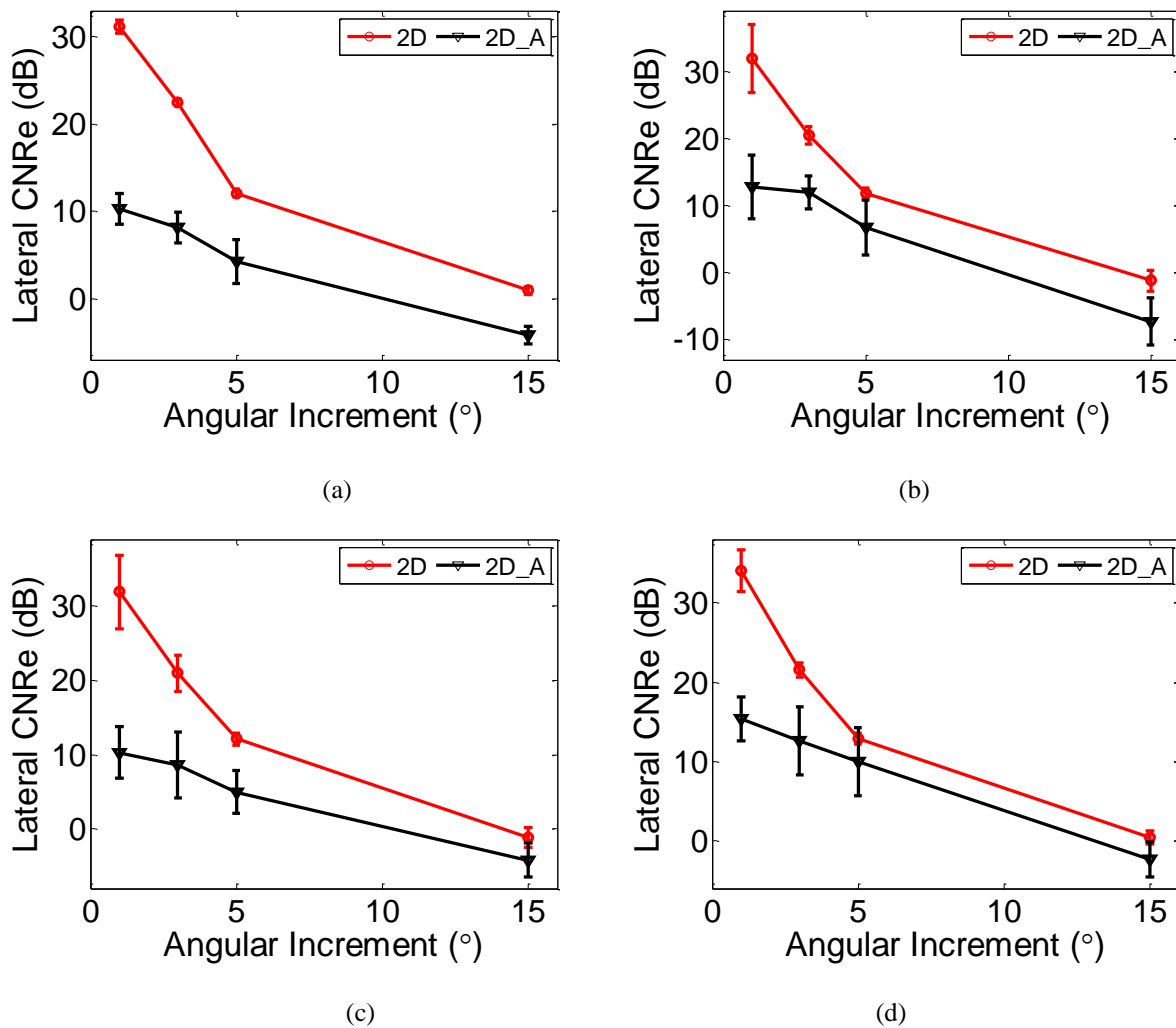 2D 2D_A
Lateral CNRe (dB)
30
20
10
0
0 5 10 15
Angular Increment (°)
(a)
2D 2D_A
Lateral CNRe (dB)
30
20
10
0
-10
0 5 10 15
Angular Increment (°)
(b)
2D 2D_A
Lateral CNRe (dB)
30
20
10
0
0 5 10 15
Angular Increment (°)
(c)
2D 2D_A
Lateral CNRe (dB)
30
20
10
0
0 5 10 15
Angular Increment (°)
(d)